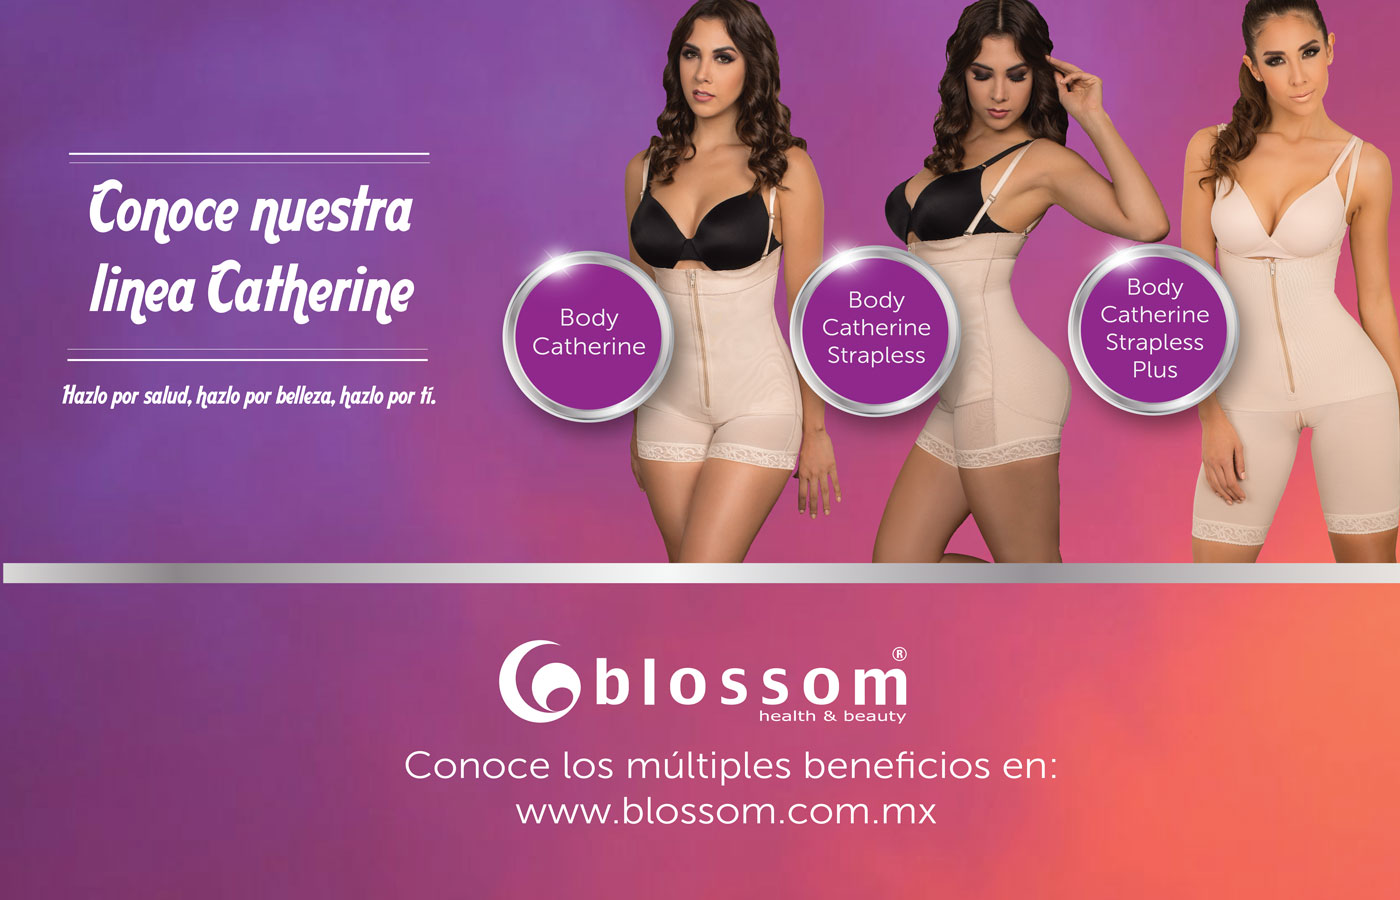 Conoce nuestra
linea Catherine
Hazlo por salud, hazlo por belleza, hazlo por tí.
Body
Catherine
Body
Catherine
Strapless
Body
Catherine
Strapless
Plus
blossom®
health & beauty
Conoce los múltiples beneficios en:
www.blossom.com.mx